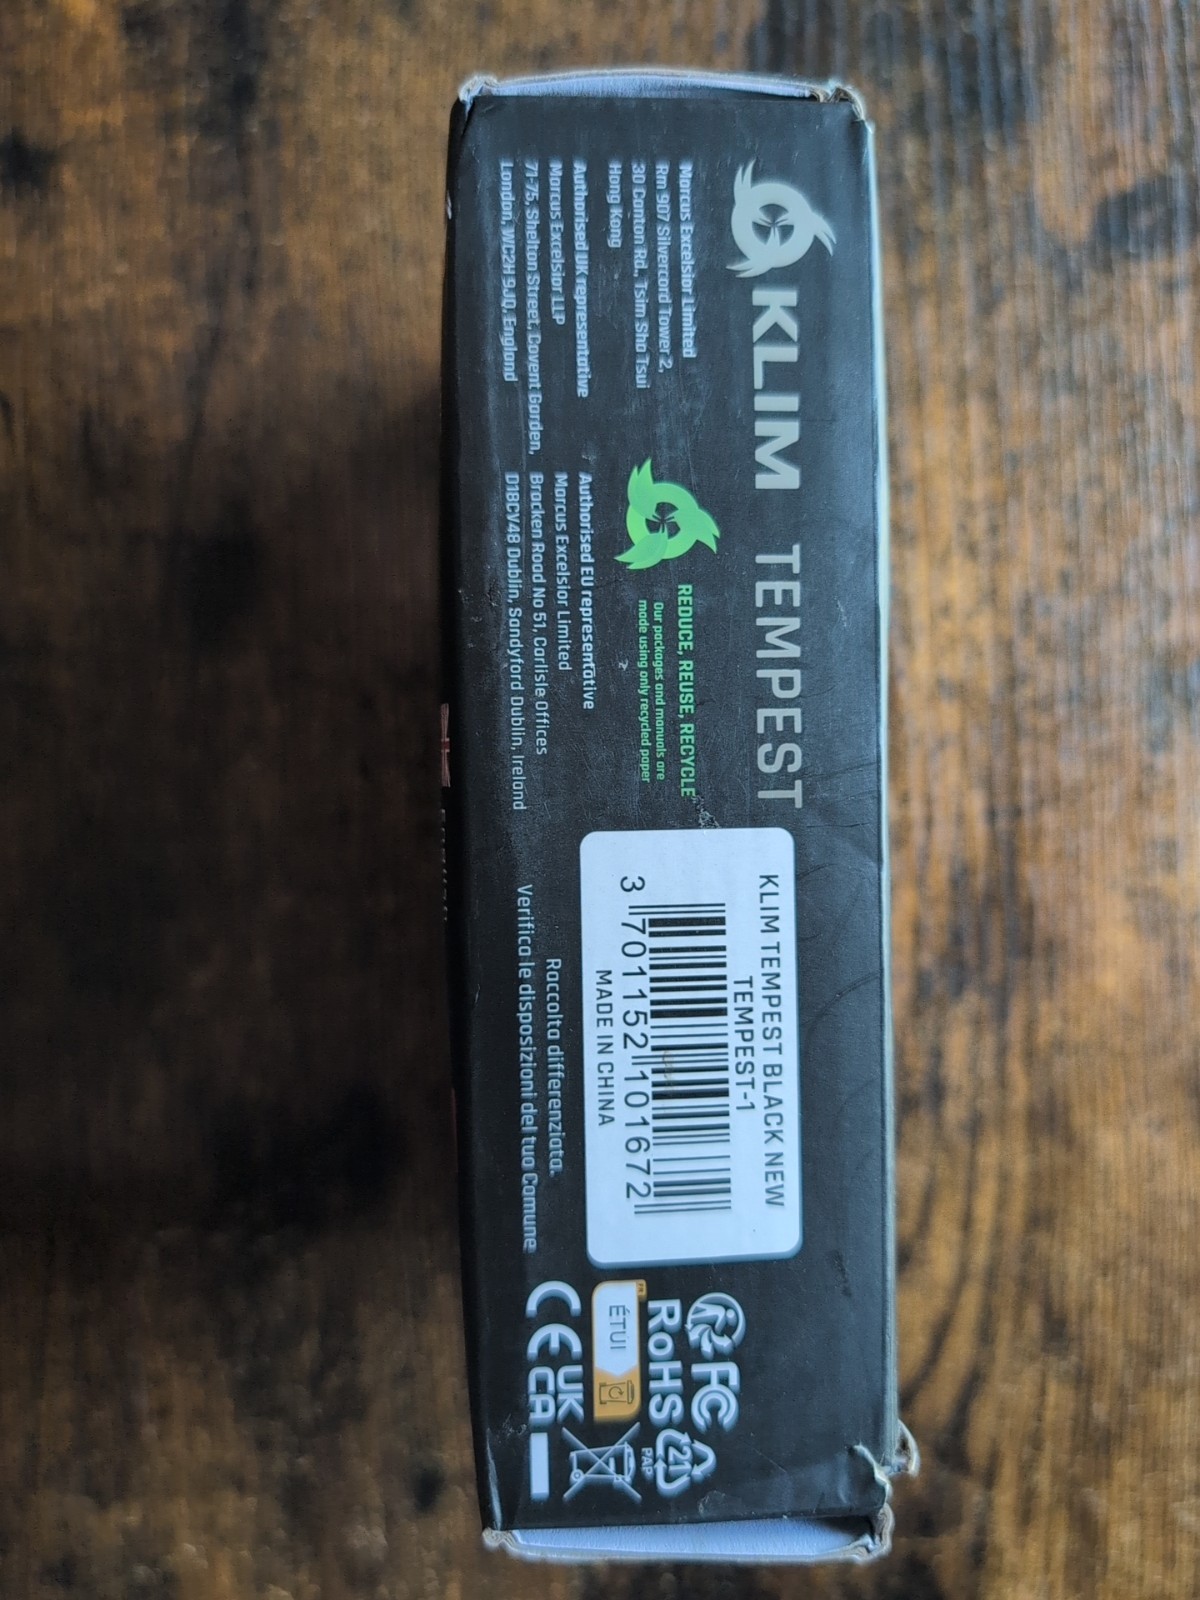 KLIM TEMPEST
Marcus Excelsior Limited
Rm 907 Silvercord Tower 2,
30 Canton Rd., Tsim Sha Tsui
Hong Kong
Authorised UK representative
Marcus Excelsior LLP
71-75, Shelton Street, Covent Garden,
London, WC2H 9JQ, England
REDUCE, REUSE, RECYCLE
Our packages and manuals are
made using only recycled paper
Authorised EU representative
Marcus Excelsior Limited
Bracken Road No 51, Carlisle Offices
D18CV48 Dublin, Sandyford Dublin, Ireland
KLIM TEMPEST BLACK NEW
TEMPEST-1
3 701152 101672
MADE IN CHINA
Raccolta differenziata.
Verifica le disposizioni del tuo Comune
FC
RoHS
21
PAP
FR
ÉTUI
CE
UK
CA